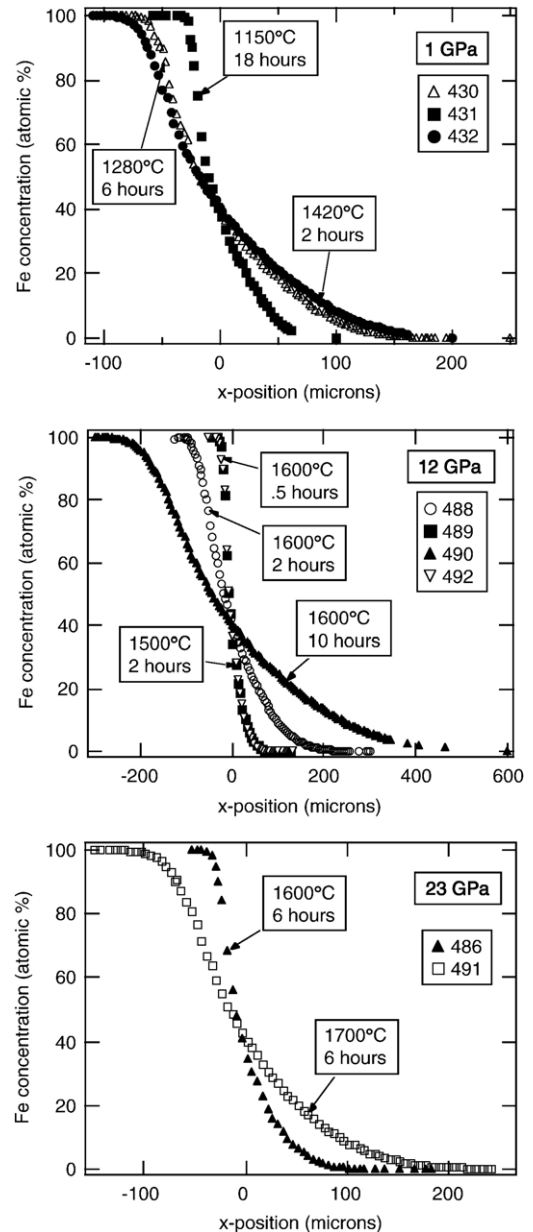 Fe concentration (atomic %)
100
80
60
40
20
0
1150°C
18 hours
1 GPa
430
431
432
1280°C
6 hours
1420°C
2 hours
-100
0
100
200
x-position (microns)
Fe concentration (atomic %)
100
80
60
40
20
0
1600°C
.5 hours
12 GPa
488
489
490
492
1600°C
2 hours
1500°C
2 hours
1600°C
10 hours
-200
0
200
400
600
x-position (microns)
Fe concentration (atomic %)
100
80
60
40
20
0
1600°C
6 hours
23 GPa
486
491
1700°C
6 hours
-100
0
100
200
x-position (microns)